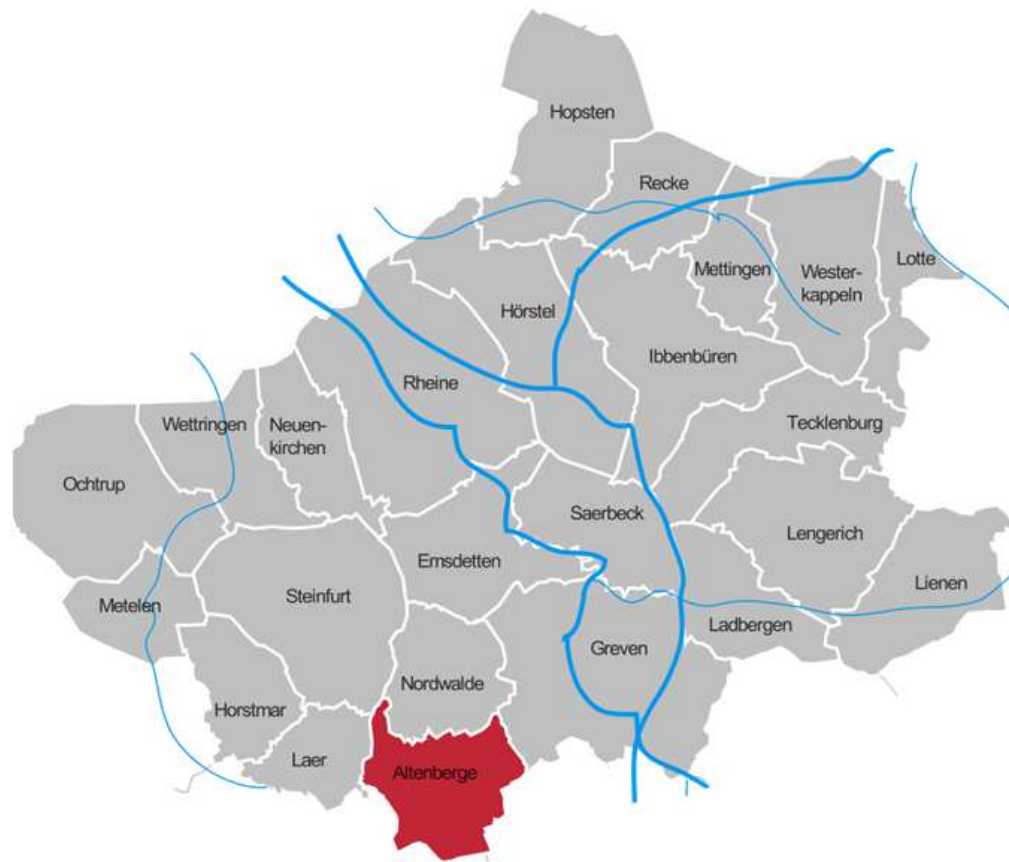 Hopsten
Recke
Lotte
Mettingen
Wester-
kappeln
Hörstel
Ibbenbüren
Rheine
Tecklenburg
Wettringen
Neuen-
kirchen
Ochtrup
Saerbeck
Lengerich
Emsdetten
Lienen
Steinfurt
Metelen
Ladbergen
Greven
Nordwalde
Horstmar
Laer
Altenberge